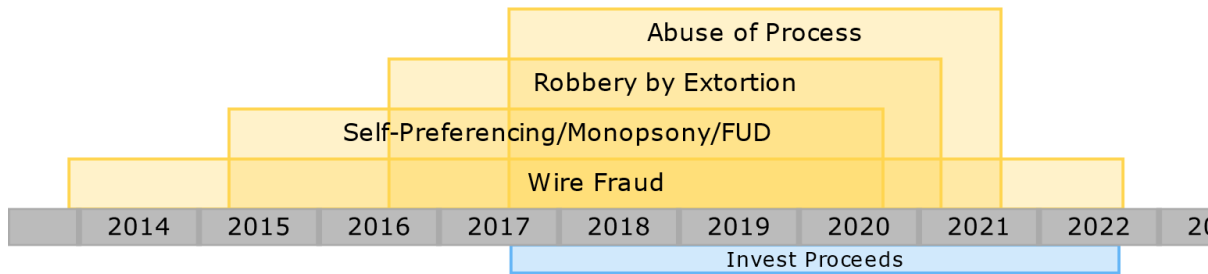 Abuse of Process
Robbery by Extortion
Self-Preferencing/Monopsony/FUD
Wire Fraud
2014 2015 2016 2017 2018 2019 2020 2021 2022
Invest Proceeds